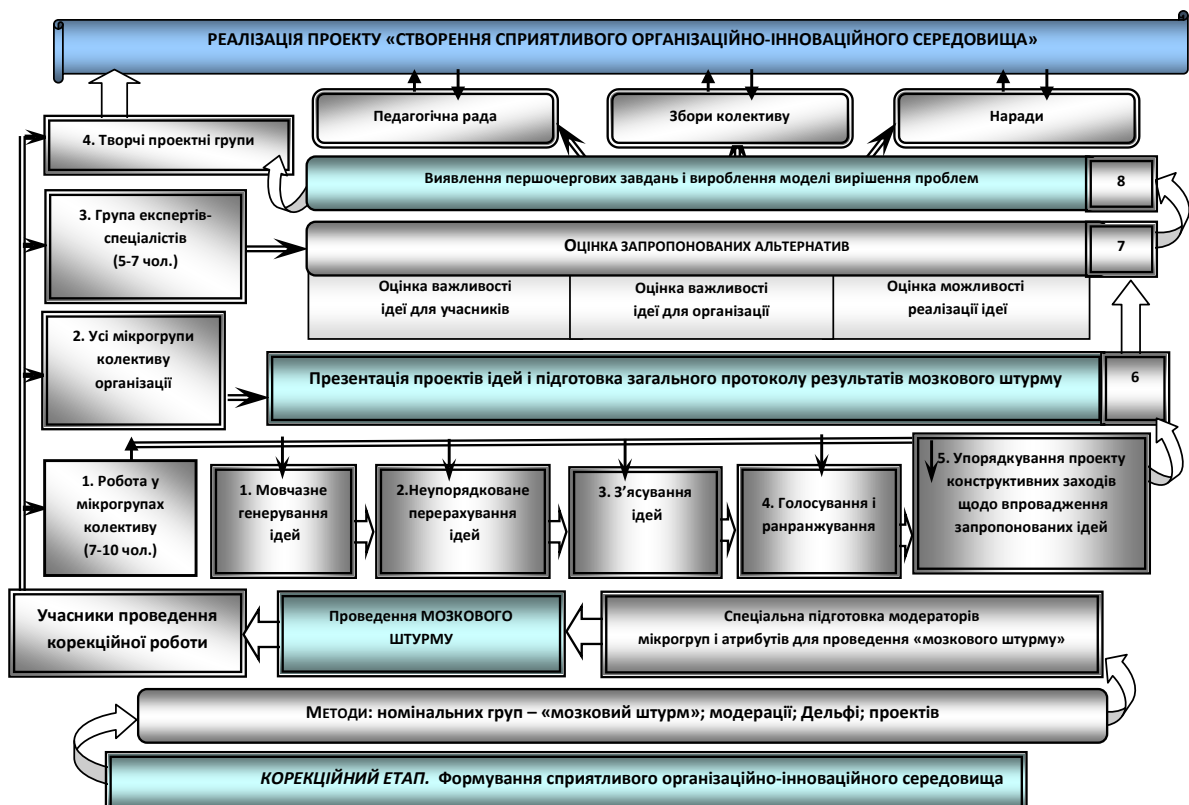 РЕАЛІЗАЦІЯ ПРОЕКТУ «СТВОРЕННЯ СПРИЯТЛИВОГО ОРГАНІЗАЦІЙНО-ІННОВАЦІЙНОГО СЕРЕДОВИЩА»
Педагогічна рада
Збори колективу
Наради
4. Творчі проектні групи
Виявлення першочергових завдань і вироблення моделі вирішення проблем
8
3. Група експертів-
спеціалістів
(5-7 чол.)
ОЦІНКА ЗАПРОПОНОВАНИХ АЛЬТЕРНАТИВ
7
Оцінка важливості
ідеї для учасників
Оцінка важливості
ідеї для організації
Оцінка можливості
реалізації ідеї
2. Усі мікрогрупи
колективу
організації
Презентація проектів ідей і підготовка загального протоколу результатів мозкового штурму
6
1. Робота у
мікрогрупах
колективу
(7-10 чол.)
1. Мовчазне
генерування
ідей
2.Неупорядковане
перерахування
ідей
3. З’ясування
ідей
4. Голосування і
ранранжування
5. Упорядкування проекту
конструктивних заходів
щодо впровадження
запропонованих ідей
Учасники проведення
корекційної роботи
Проведення МОЗКОВОГО
ШТУРМУ
Спеціальна підготовка модераторів
мікрогруп і атрибутів для проведення «мозкового штурму»
МЕТОДИ: номінальних груп – «мозковий штурм»; модерації; Дельфі; проектів
КОРЕКЦІЙНИЙ ЕТАП. Формування сприятливого організаційно-інноваційного середовища